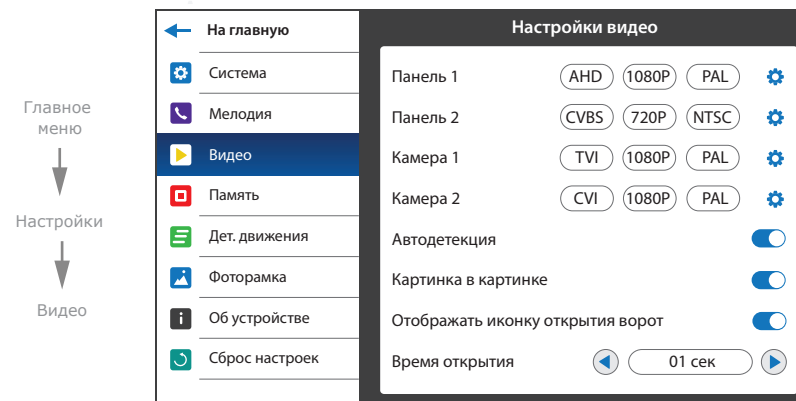 Главное
меню
Настройки
Видео
На главную
Система
Мелодия
Видео
Память
Дет. движения
Фоторамка
Об устройстве
Сброс настроек
Настройки видео
Панель 1 AHD 1080P PAL
Панель 2 CVBS 720P NTSC
Камера 1 TVI 1080P PAL
Камера 2 CVI 1080P PAL
Автодетекция
Картинка в картинке
Отображать иконку открытия ворот
Время открытия 01 сек